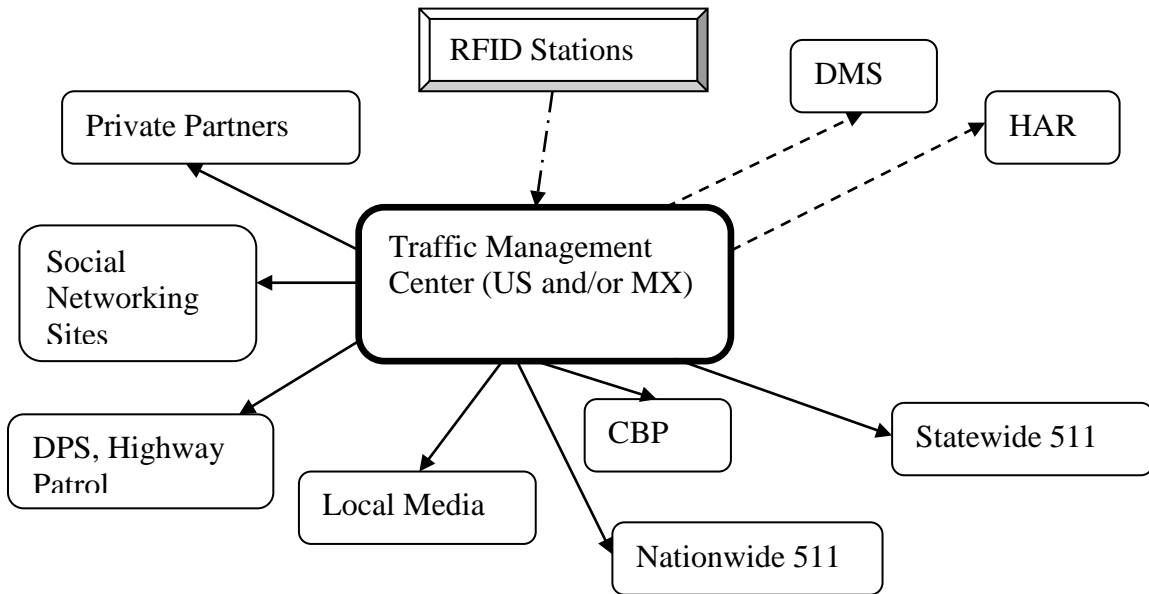 RFID Stations
DMS
Private Partners
HAR
Traffic Management
Center (US and/or MX)
Social
Networking
Sites
CBP
Statewide 511
DPS, Highway
Patrol
Local Media
Nationwide 511